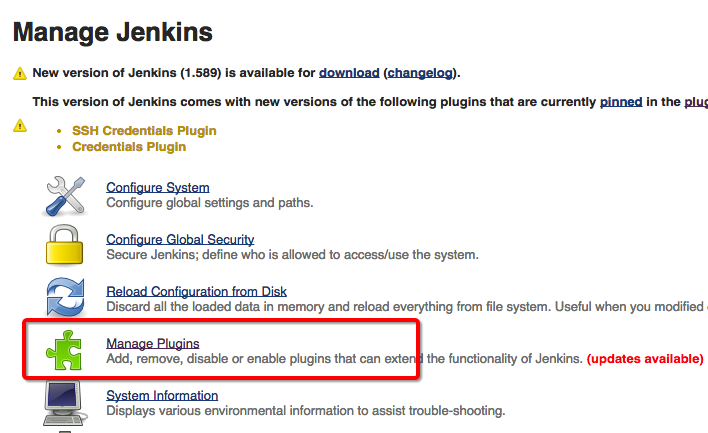 Manage Jenkins
New version of Jenkins (1.589) is available for download (changelog).
This version of Jenkins comes with new versions of the following plugins that are currently pinned in the
SSH Credentials Plugin
Credentials Plugin
Configure System
Configure global settings and paths.
Configure Global Security
Secure Jenkins; define who is allowed to access/use the system.
Reload Configuration from Disk
Discard all the loaded data in memory and reload everything from file system. Useful when you modified
Manage Plugins
Add, remove, disable or enable plugins that can extend the functionality of Jenkins. (updates available)
System Information
Displays various environmental information to assist trouble-shooting.